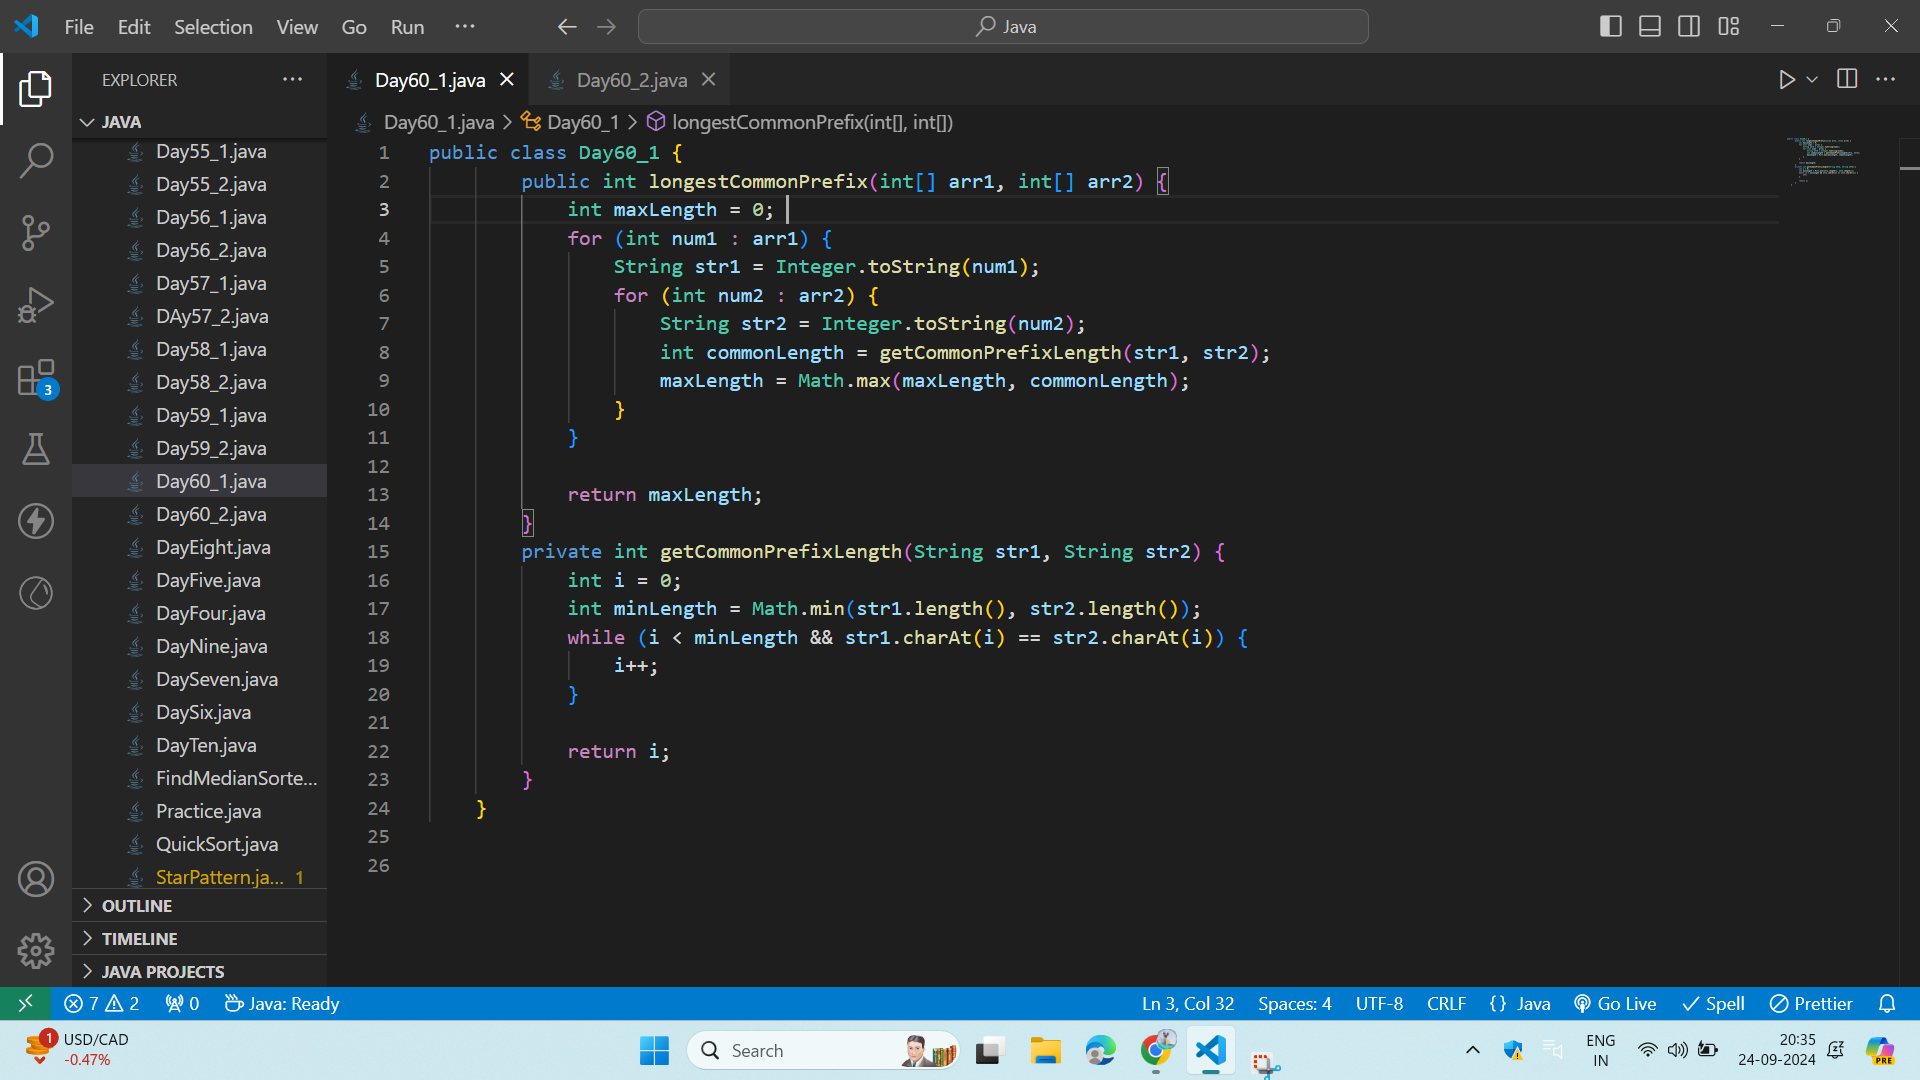 File Edit Selection View Go Run ···
Java
EXPLORER ···
Day60_1.java
Day60_2.java
JAVA
Day55_1.java
Day55_2.java
Day56_1.java
Day56_2.java
Day57_1.java
DAy57_2.java
Day58_1.java
Day58_2.java
Day59_1.java
Day59_2.java
Day60_1.java
Day60_2.java
DayEight.java
DayFive.java
DayFour.java
DayNine.java
DaySeven.java
DaySix.java
DayTen.java
FindMedianSorte...
Practice.java
QuickSort.java
StarPattern.ja... 1
OUTLINE
TIMELINE
JAVA PROJECTS
3
Day60_1.java > Day60_1 > longestCommonPrefix(int[], int[])
1 public class Day60_1 {
2 public int longestCommonPrefix(int[] arr1, int[] arr2) {
3 int maxLength = 0;
4 for (int num1 : arr1) {
5 String str1 = Integer.toString(num1);
6 for (int num2 : arr2) {
7 String str2 = Integer.toString(num2);
8 int commonLength = getCommonPrefixLength(str1, str2);
9 maxLength = Math.max(maxLength, commonLength);
10 }
11 }
12
13 return maxLength;
14 }
15 private int getCommonPrefixLength(String str1, String str2) {
16 int i = 0;
17 int minLength = Math.min(str1.length(), str2.length());
18 while (i < minLength && str1.charAt(i) == str2.charAt(i)) {
19 i++;
20 }
21
22 return i;
23 }
24 }
25
26
7 2 0 Java: Ready Ln 3, Col 32 Spaces: 4 UTF-8 CRLF {} Java Go Live Spell Prettier
1 USD/CAD
-0.47%
Search
ENG
IN
20:35
24-09-2024
PRE